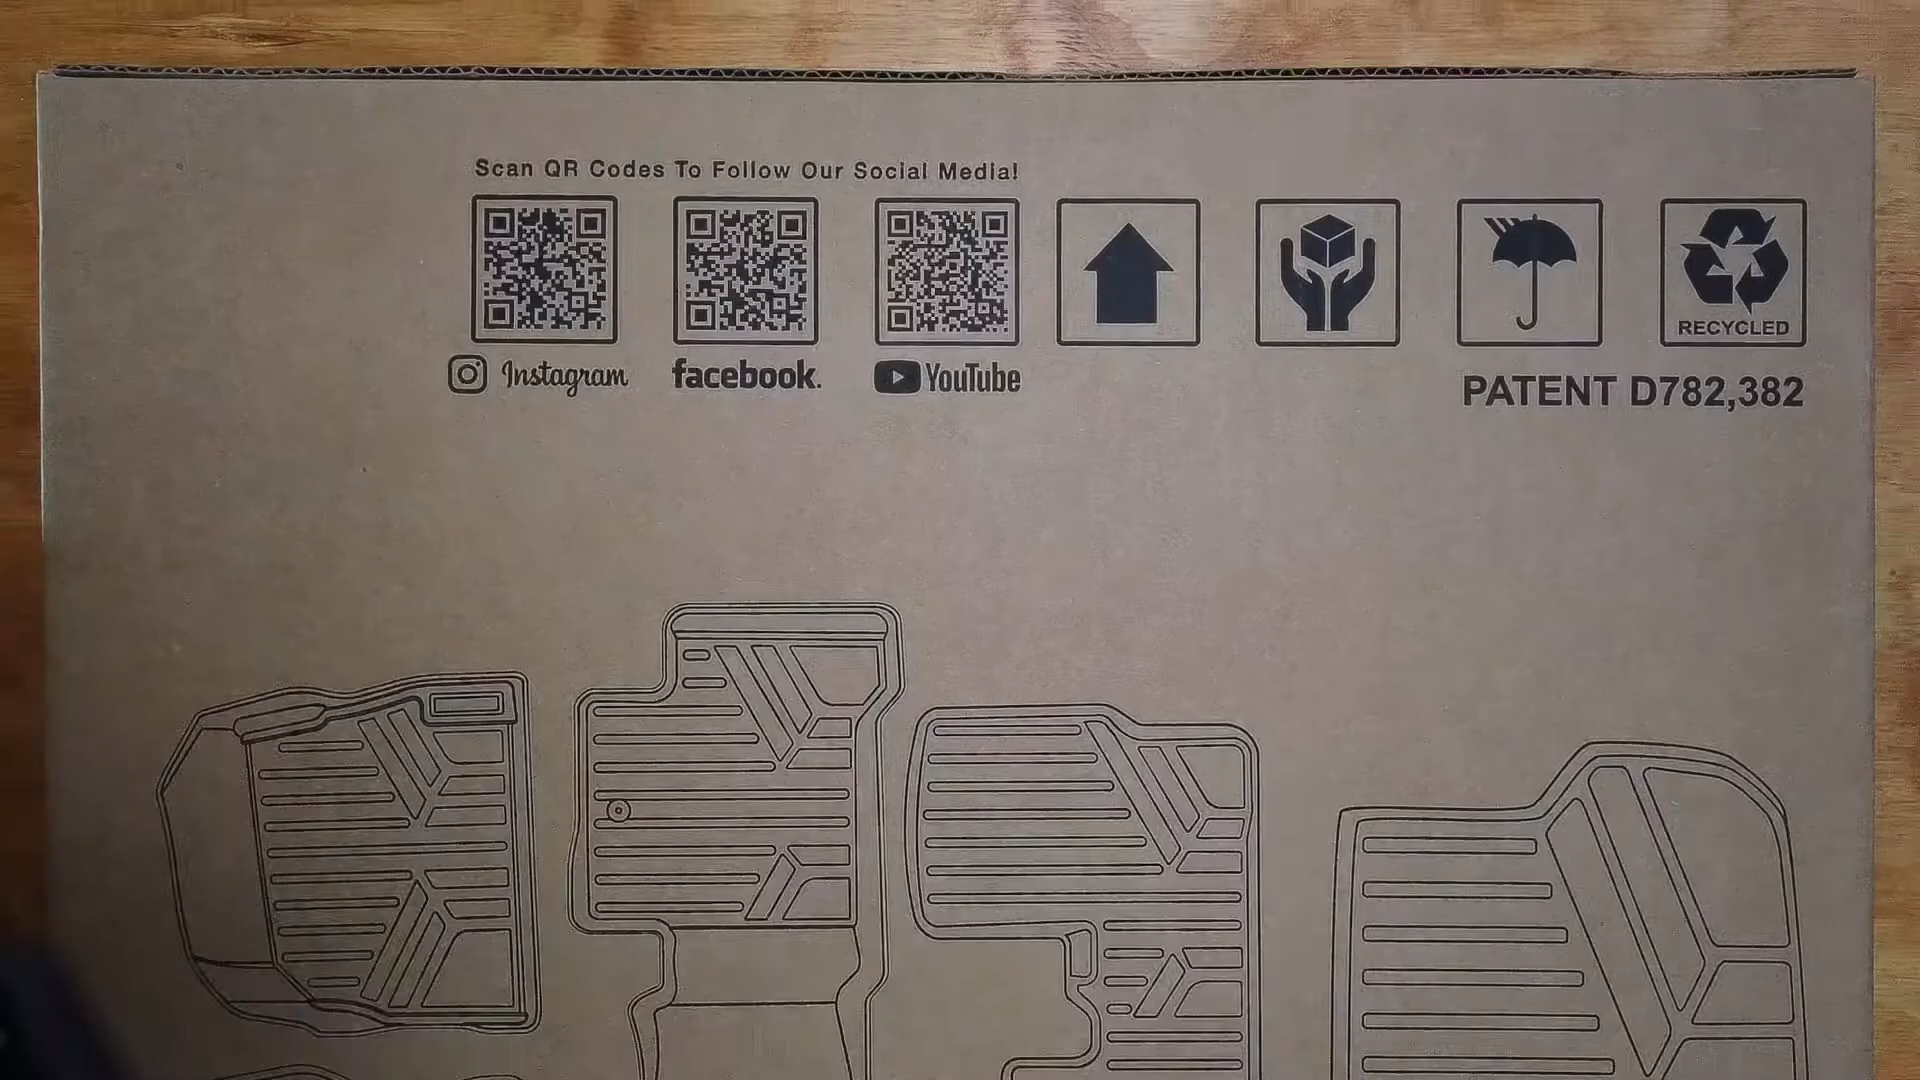 Scan QR Codes To Follow Our Social Media!
Instagram
facebook.
YouTube
RECYCLED
PATENT D782,382